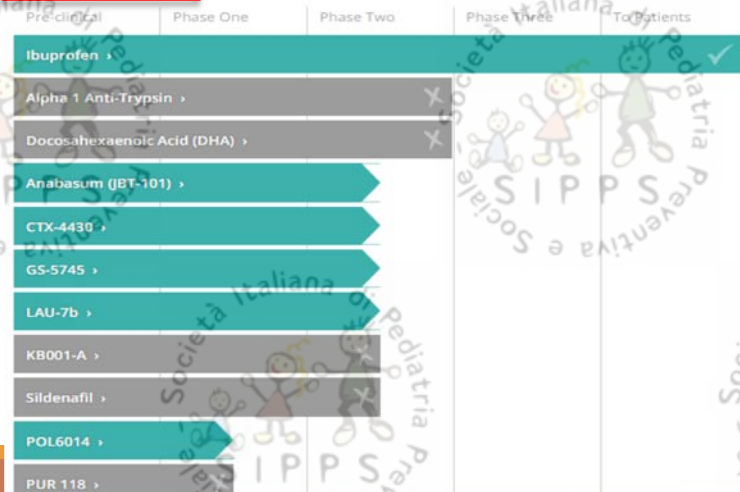 Pre-clinical Phase One Phase Two Phase Three To Patients
Ibuprofen ›
Alpha 1 Anti-Trypsin ›
Docosahexaenoic Acid (DHA) ›
Anabasum (JBT-101) ›
CTX-4430 ›
GS-5745 ›
LAU-7b ›
KB001-A ›
Sildenafil ›
POL6014 ›
PUR 118 ›
Società Italiana di Pediatria Preventiva e Sociale
SIPPS